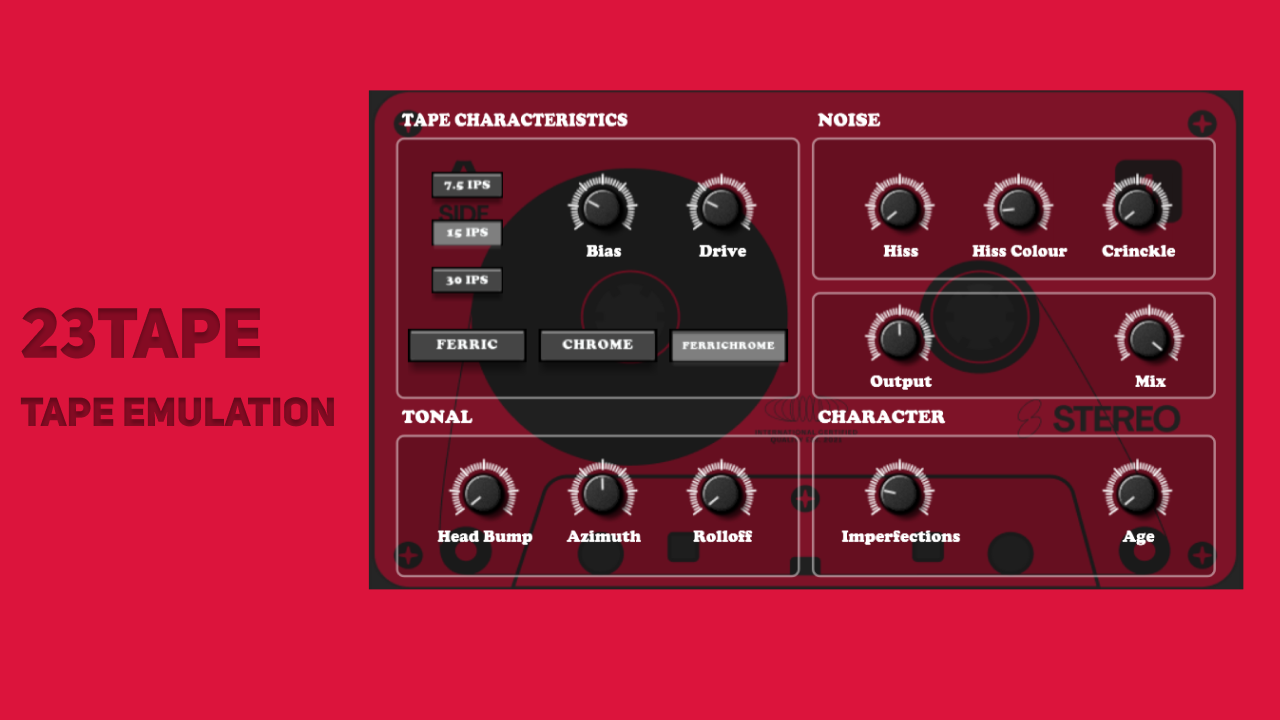 23TAPE
TAPE EMULATION
TAPE CHARACTERISTICS
7.5 IPS
SIDE
15 IPS
30 IPS
Bias
Drive
FERRIC
CHROME
FERRICHROME
NOISE
Hiss
Hiss Colour
Crinckle
Output
Mix
TONAL
Head Bump
Azimuth
Rolloff
CHARACTER
STEREO
Imperfections
Age